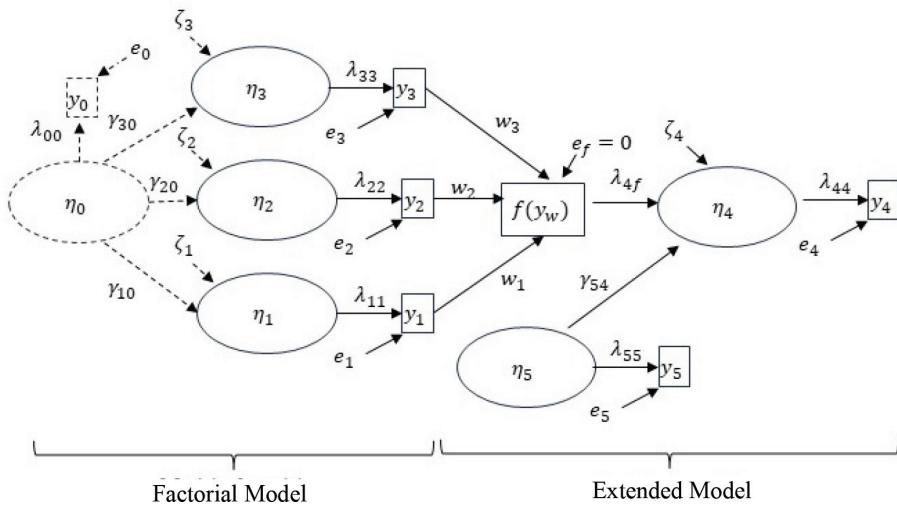 ζ₃
e₀
y₀
η₃
λ₃₃
y₃
λ₀₀
γ₃₀
e₃
w₃
ζ₂
e_f = 0
ζ₄
η₀
γ₂₀
η₂
λ₂₂
y₂
w₂
f(y_w)
λ₄f
η₄
λ₄₄
y₄
e₂
e₄
ζ₁
γ₁₀
η₁
λ₁₁
y₁
w₁
γ₅₄
e₁
η₅
λ₅₅
y₅
e₅
Factorial Model
Extended Model